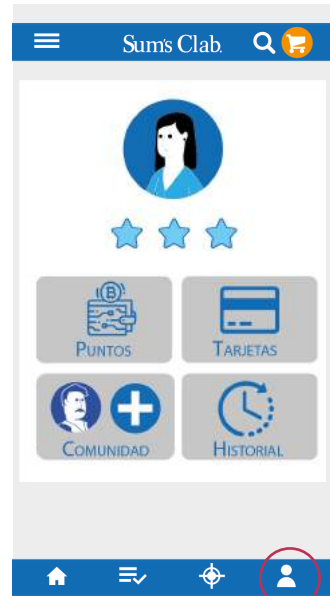 Sum's Clab.
PUNTOS
TARJETAS
COMUNIDAD
HISTORIAL